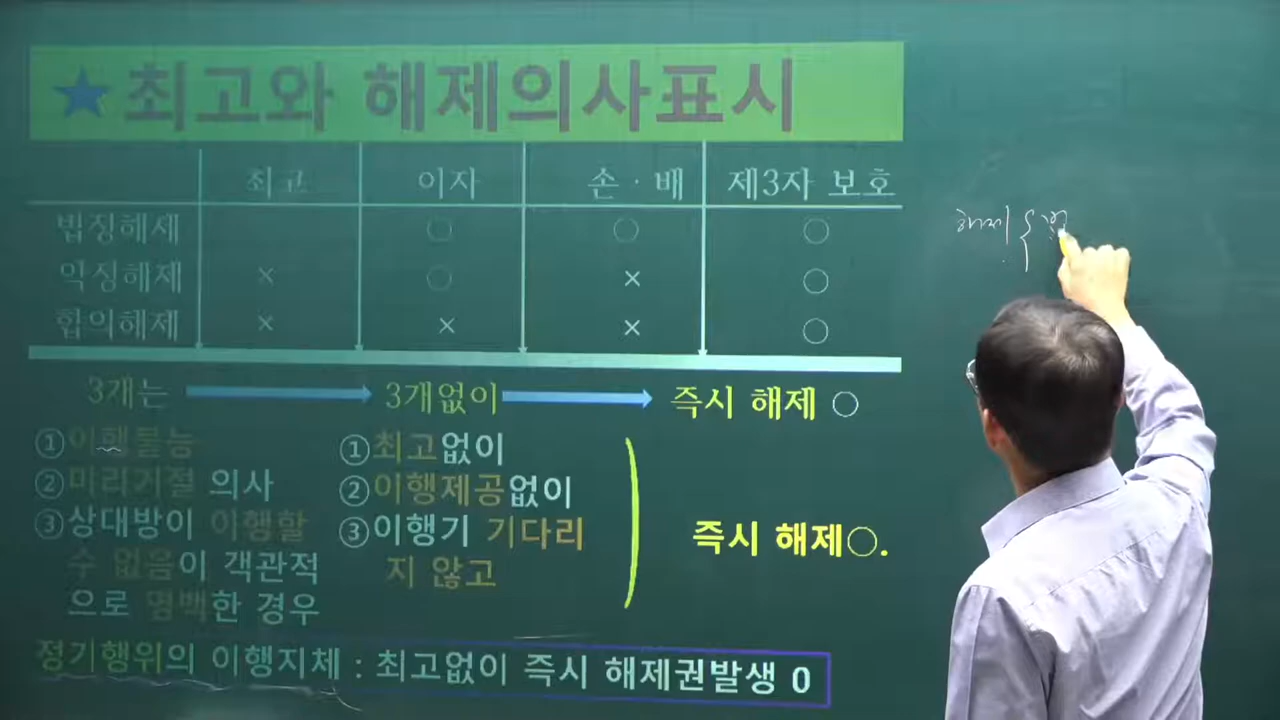 ★최고와 해제의사표시
최고 이자 손·배 제3자 보호
법정해제 ○ ○ ○
약정해제 × ○ × ○
합의해제 × × × ○
3개는 → 3개없이 → 즉시 해제 ○
①이행불능
②미리거절 의사
③상대방이 이행할
수 없음이 객관적
으로 명백한 경우
①최고없이
②이행제공없이
③이행기 기다리
지 않고
즉시 해제○.
정기행위의 이행지체 : 최고없이 즉시 해제권발생 0
해제 {